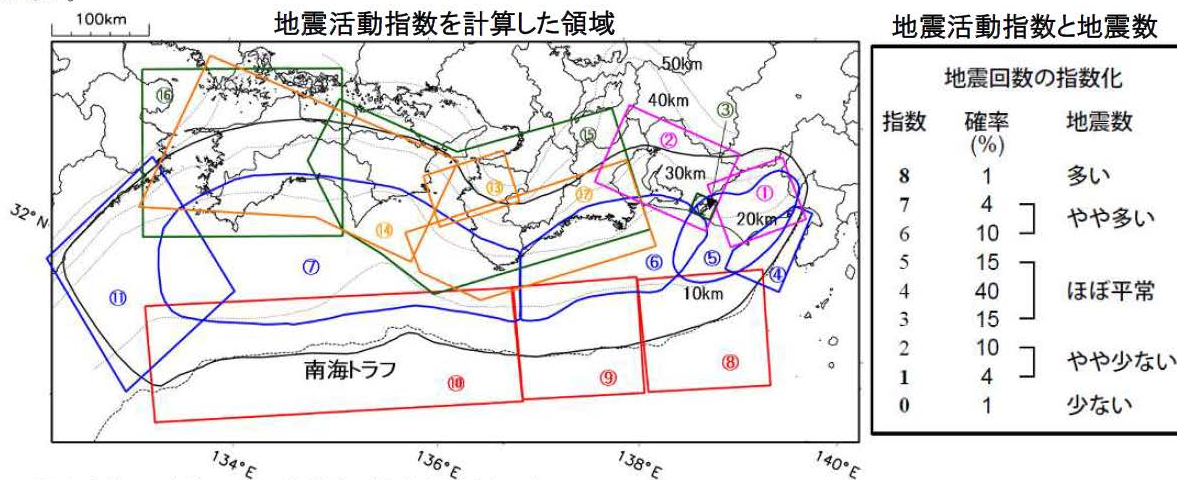 100km
地震活動指数を計算した領域
地震活動指数と地震数
50km
40km
30km
20km
10km
⑯
③
⑮
②
⑬
⑰
①
⑭
⑦
⑥
⑤
④
⑪
⑩
⑨
⑧
南海トラフ
32°N
134°E
136°E
138°E
140°E
地震回数の指数化
指数 確率 地震数
(%)
8 1 多い
7 4
やや多い
6 10
5 15
4 40 ほぼ平常
3 15
2 10
やや少ない
1 4
0 1 少ない